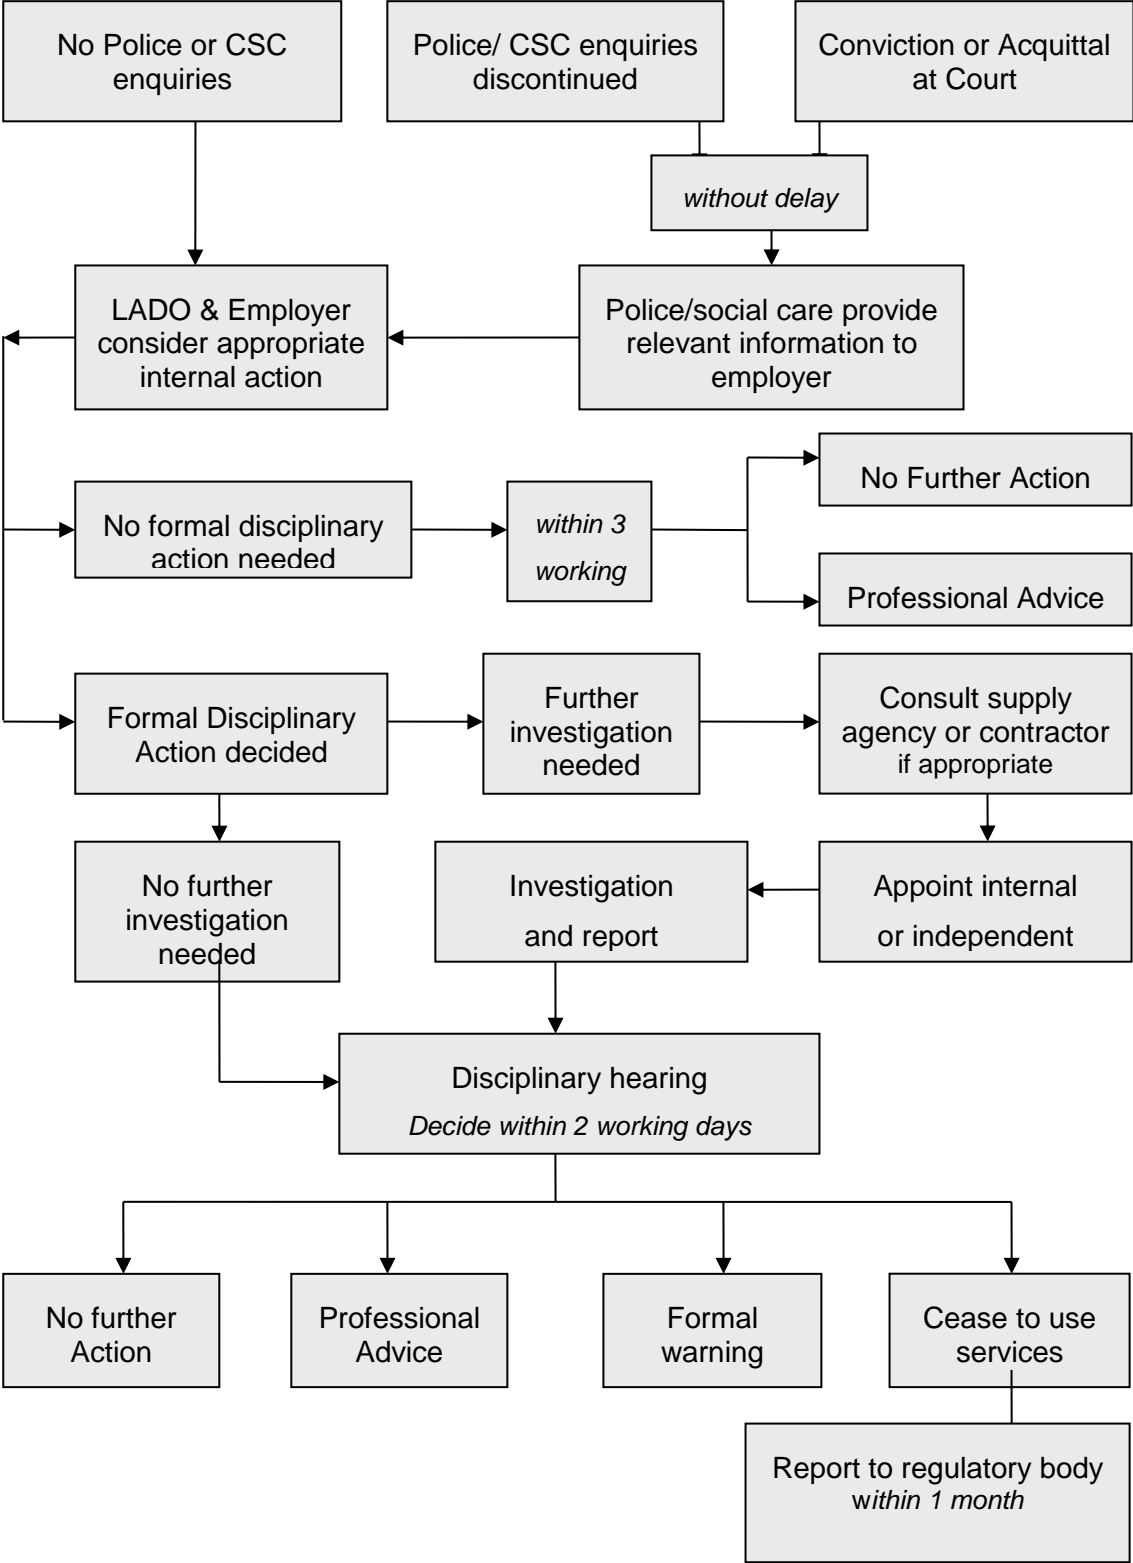 No Police or CSC
enquiries
Police/ CSC enquiries
discontinued
Conviction or Acquittal
at Court
without delay
LADO & Employer
consider appropriate
internal action
Police/social care provide
relevant information to
employer
No formal disciplinary
action needed
within 3
working
No Further Action
Professional Advice
Formal Disciplinary
Action decided
Further
investigation
needed
Consult supply
agency or contractor
if appropriate
No further
investigation
needed
Investigation
and report
Appoint internal
or independent
Disciplinary hearing
Decide within 2 working days
No further
Action
Professional
Advice
Formal
warning
Cease to use
services
Report to regulatory body
within 1 month